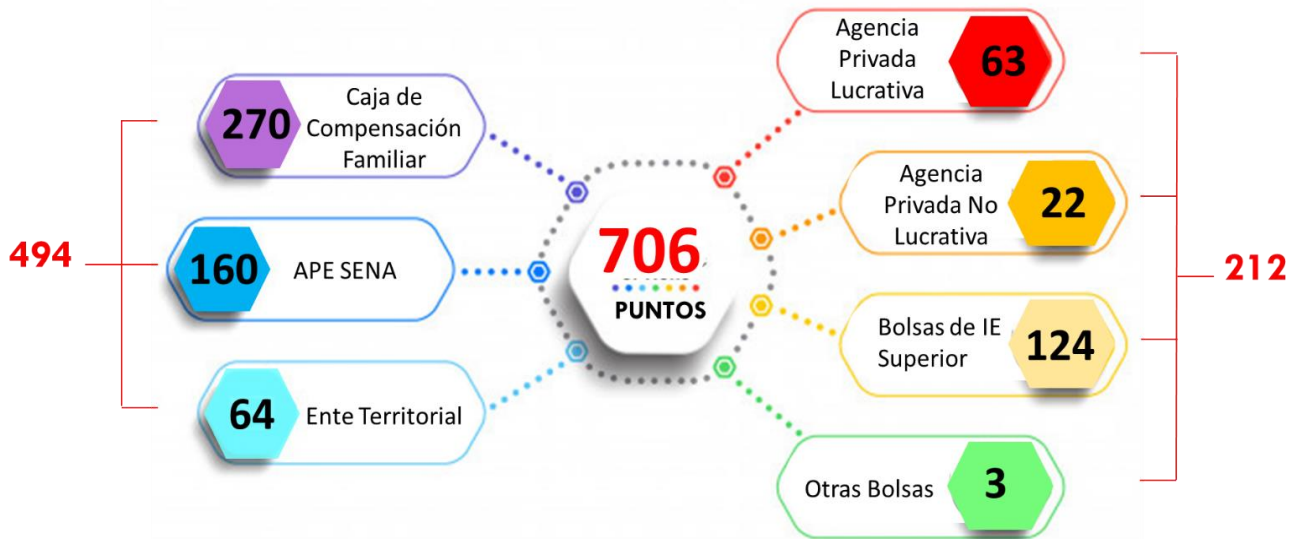 494
270
Caja de
Compensación
Familiar
160
APE SENA
64
Ente Territorial
706
PUNTOS
Agencia
Privada
Lucrativa
63
Agencia
Privada No
Lucrativa
22
Bolsas de IE
Superior
124
Otras Bolsas
3
212